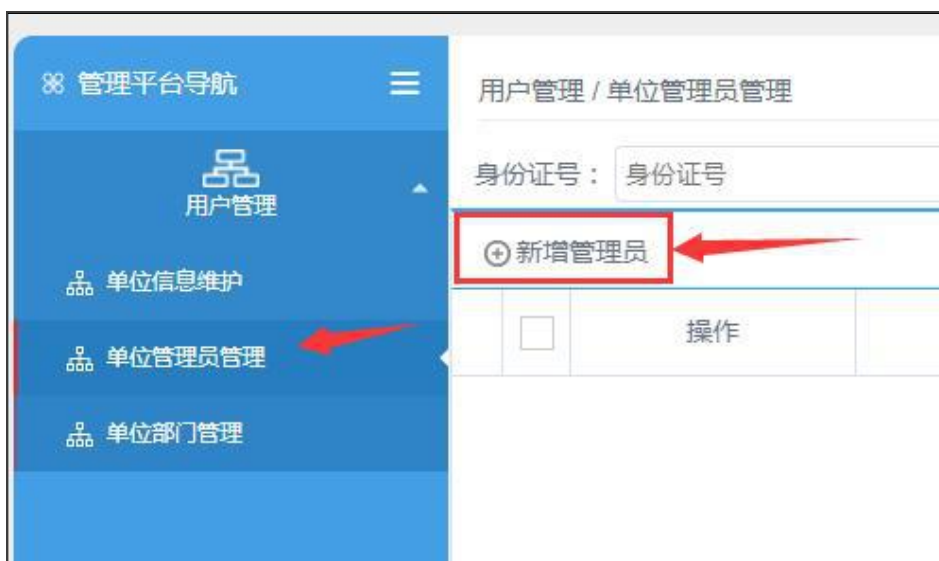 管理平台导航
用户管理 / 单位管理员管理
用户管理
身份证号： 身份证号
新增管理员
单位信息维护
操作
单位管理员管理
单位部门管理